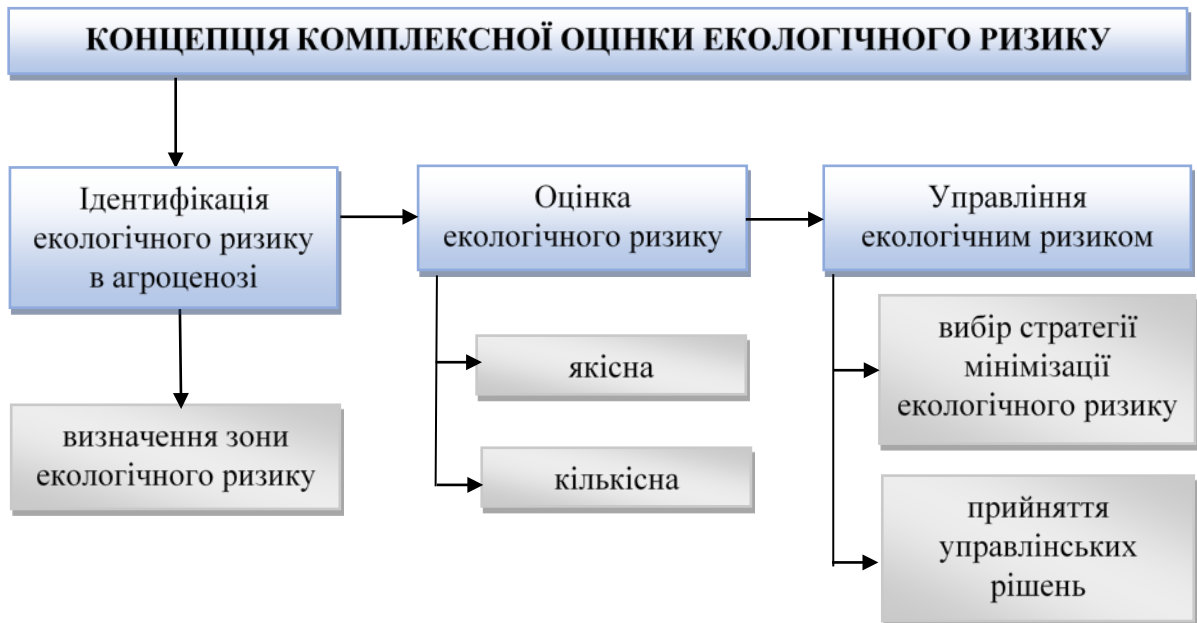 КОНЦЕПЦІЯ КОМПЛЕКСНОЇ ОЦІНКИ ЕКОЛОГІЧНОГО РИЗИКУ
Ідентифікація
екологічного ризику
в агроценозі
визначення зони
екологічного ризику
Оцінка
екологічного ризику
якісна
кількісна
Управління
екологічним ризиком
вибір стратегії
мінімізації
екологічного ризику
прийняття
управлінських
рішень